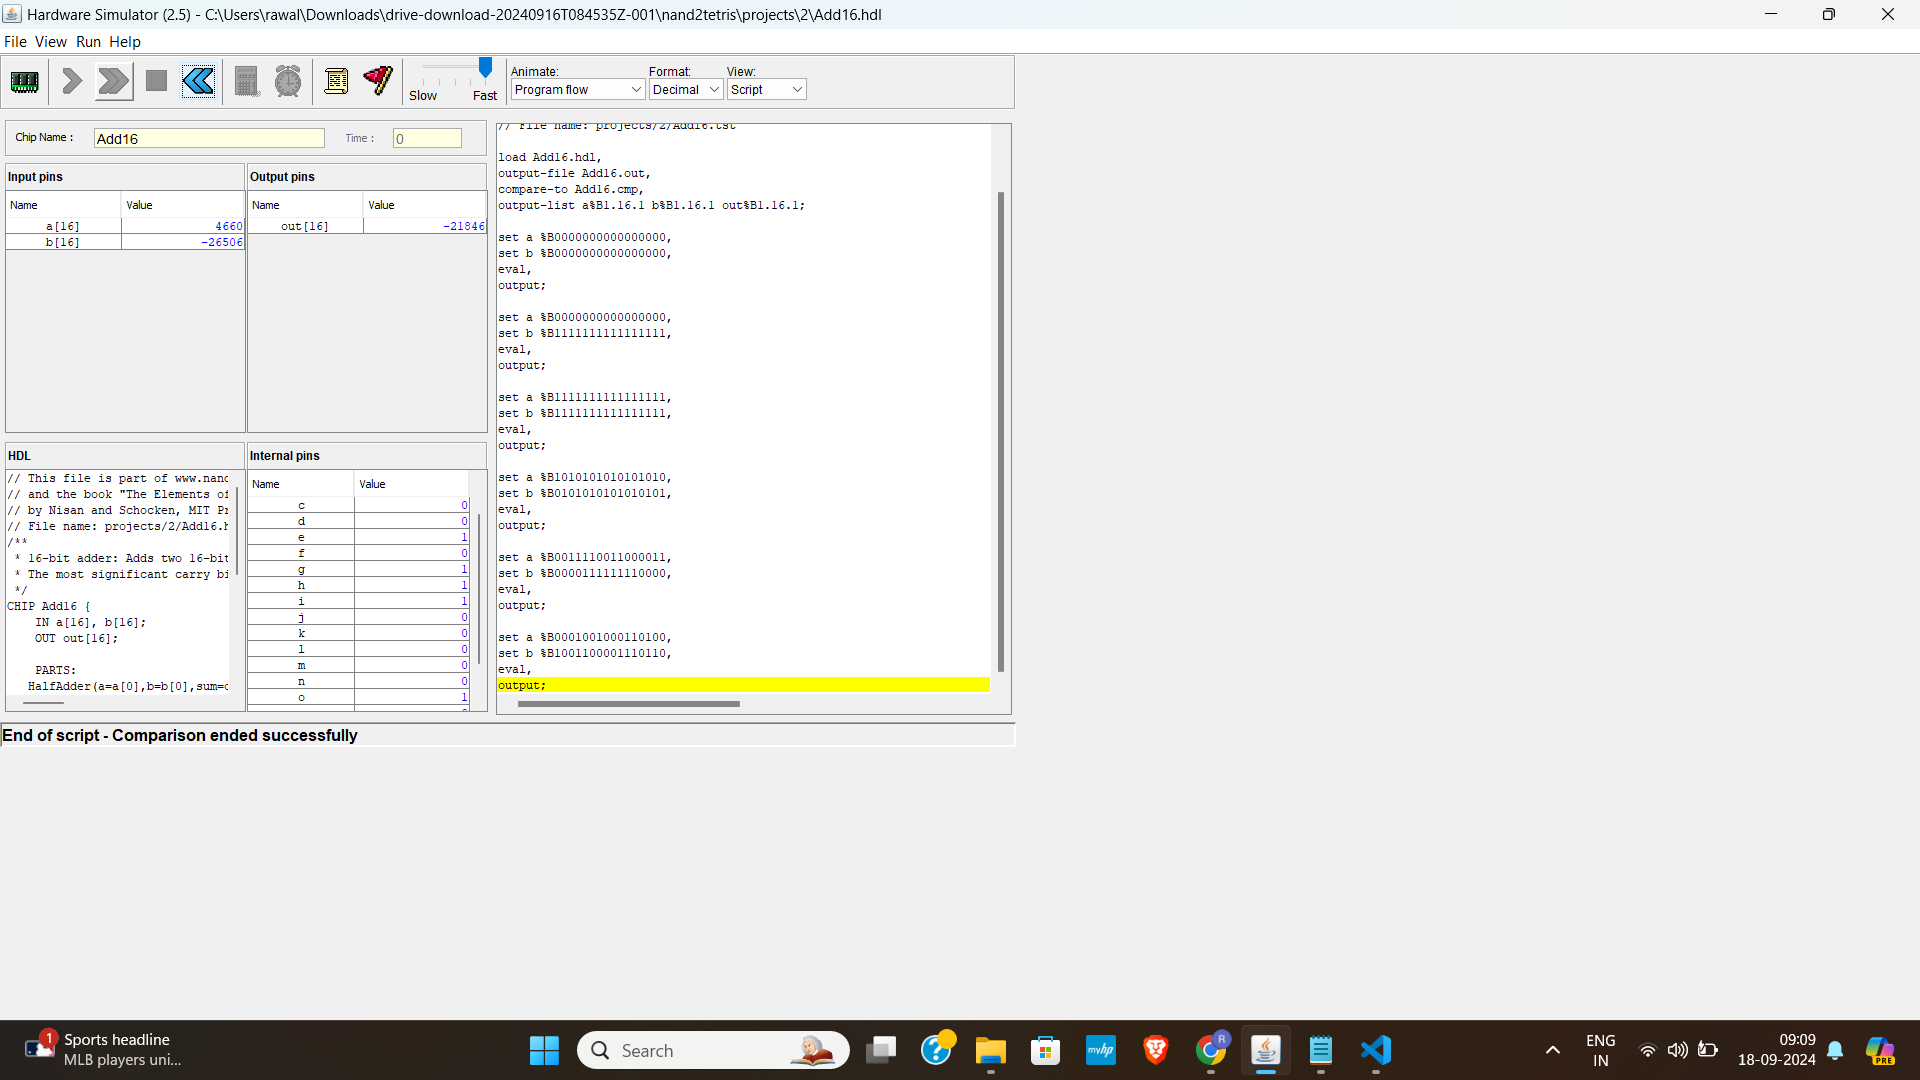 Hardware Simulator (2.5) - C:\Users\rawal\Downloads\drive-download-20240916T084535Z-001\nand2tetris\projects\2\Add16.hdl
File View Run Help
Slow Fast
Animate: Format: View:
Program flow Decimal Script
Chip Name : Add16 Time : 0
Input pins
Name Value
a[16] 4660
b[16] -26506
Output pins
Name Value
out[16] -21846
HDL
// This file is part of www.nand
// and the book "The Elements of
// by Nisan and Schocken, MIT Pr
// File name: projects/2/Add16.h
/**
* 16-bit adder: Adds two 16-bit
* The most significant carry bi
*/
CHIP Add16 {
IN a[16], b[16];
OUT out[16];
PARTS:
HalfAdder(a=a[0],b=b[0],sum=o
Internal pins
Name Value
c 0
d 0
e 1
f 0
g 1
h 1
i 1
j 0
k 0
l 0
m 0
n 0
o 1
// File name: projects/2/Add16.tst
load Add16.hdl,
output-file Add16.out,
compare-to Add16.cmp,
output-list a%B1.16.1 b%B1.16.1 out%B1.16.1;
set a %B0000000000000000,
set b %B0000000000000000,
eval,
output;
set a %B0000000000000000,
set b %B1111111111111111,
eval,
output;
set a %B1111111111111111,
set b %B1111111111111111,
eval,
output;
set a %B1010101010101010,
set b %B0101010101010101,
eval,
output;
set a %B0011110011000011,
set b %B0000111111110000,
eval,
output;
set a %B0001001000110100,
set b %B1001100001110110,
eval,
output;
End of script - Comparison ended successfully
1
Sports headline
MLB players uni...
Search
myhp
R
ENG
IN
09:09
18-09-2024
PRE